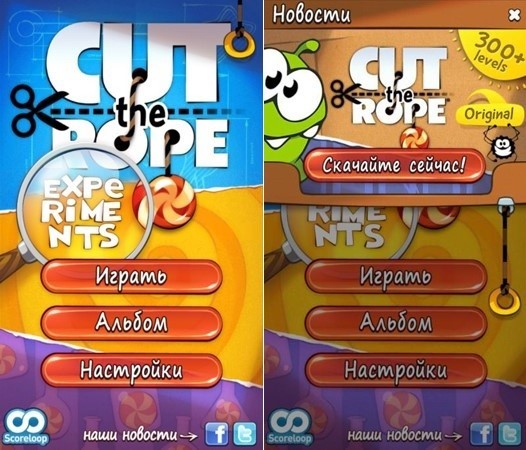 CUT
the
ROPE
EXPE
RIME
NTS
Играть
Альбом
Настройки
Scoreloop
наши новости→
f
t
Новости
×
CUT
the
ROPE
300+
levels
Original
Скачайте сейчас!
RIME
NTS
Играть
Альбом
Настройки
Scoreloop
наши новости→
f
t